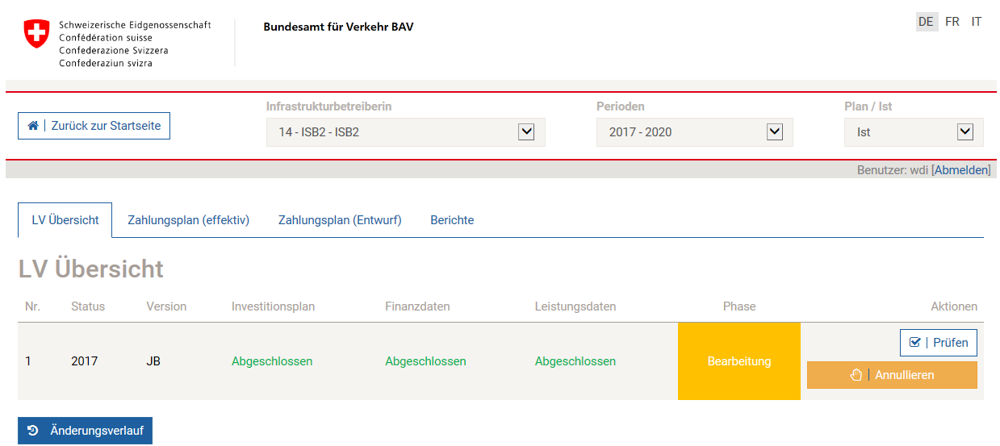 Schweizerische Eidgenossenschaft
Confédération suisse
Confederazione Svizzera
Confederaziun svizra
Bundesamt für Verkehr BAV
DE FR IT
Zurück zur Startseite
Infrastrukturbetreiberin
14 - ISB2 - ISB2
Perioden
2017 - 2020
Plan / Ist
Ist
Benutzer: wdi [Abmelden]
LV Übersicht Zahlungsplan (effektiv) Zahlungsplan (Entwurf) Berichte
LV Übersicht
Nr. Status Version Investitionsplan Finanzdaten Leistungsdaten Phase Aktionen
1 2017 JB Abgeschlossen Abgeschlossen Abgeschlossen Bearbeitung
Prüfen
Annullieren
Änderungsverlauf